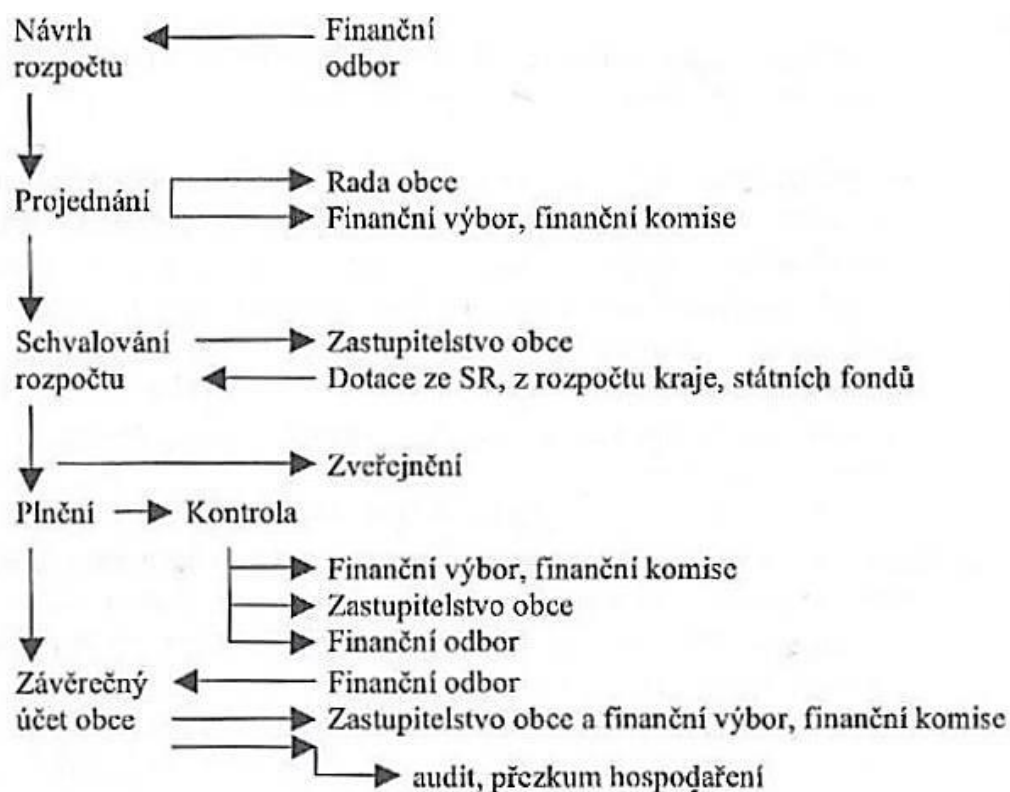 Návrh Finanční
rozpočtu odbor
Projednání
Rada obce
Finanční výbor, finanční komise
Schvalování Zastupitelstvo obce
rozpočtu Dotace ze SR, z rozpočtu kraje, státních fondů
Zveřejnění
Plnění Kontrola
Finanční výbor, finanční komise
Zastupitelstvo obce
Finanční odbor
Závěrečný Finanční odbor
účet obce Zastupitelstvo obce a finanční výbor, finanční komise
audit, přezkum hospodaření